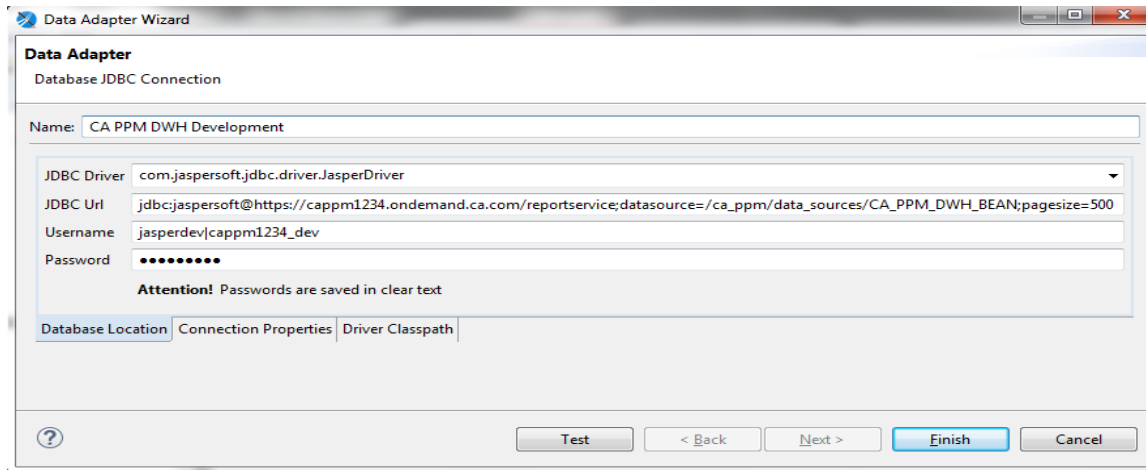 Data Adapter Wizard
Data Adapter
Database JDBC Connection
Name: CA PPM DWH Development
JDBC Driver com.jaspersoft.jdbc.driver.JasperDriver
JDBC Url jdbc:jaspersoft@https://cappm1234.ondemand.ca.com/reportservice;datasource=/ca_ppm/data_sources/CA_PPM_DWH_BEAN;pagesize=500
Username jasperdev|cappm1234_dev
Password •••••••••
Attention! Passwords are saved in clear text
Database Location Connection Properties Driver Classpath
? Test < Back Next > Finish Cancel